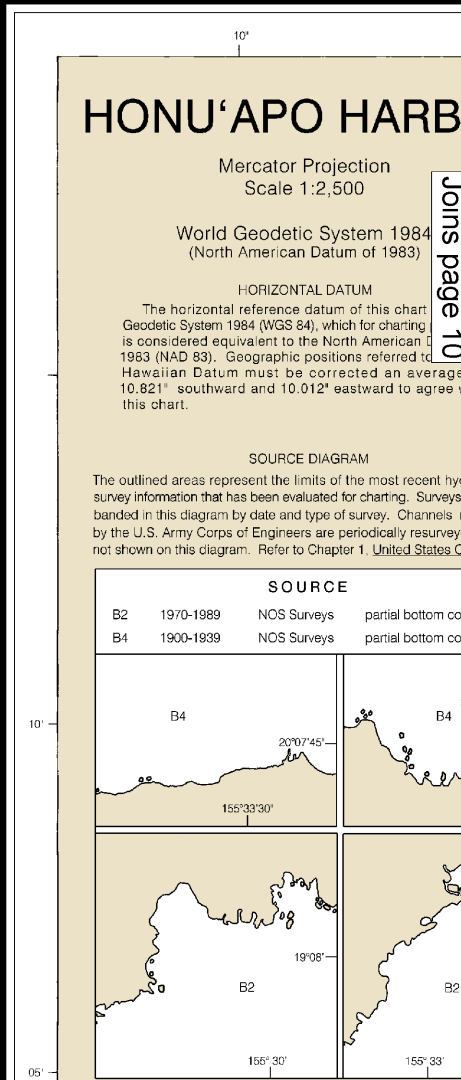 10"
HONUʻAPO HARB
Mercator Projection
Scale 1:2,500
World Geodetic System 1984
(North American Datum of 1983)
Joins page 10
HORIZONTAL DATUM
The horizontal reference datum of this chart
Geodetic System 1984 (WGS 84), which for charting
is considered equivalent to the North American
1983 (NAD 83). Geographic positions referred to
Hawaiian Datum must be corrected an average
10.821" southward and 10.012" eastward to agree
this chart.
SOURCE DIAGRAM
The outlined areas represent the limits of the most recent
survey information that has been evaluated for charting. Surveys
banded in this diagram by date and type of survey. Channels
by the U.S. Army Corps of Engineers are periodically
not shown on this diagram. Refer to Chapter 1, United States
SOURCE
B2 1970-1989 NOS Surveys partial bottom
B4 1900-1939 NOS Surveys partial bottom
10'
B4
B4
20°07'45"
155°33'30"
19°08'
B2
B2
155° 30'
155° 33'
05'